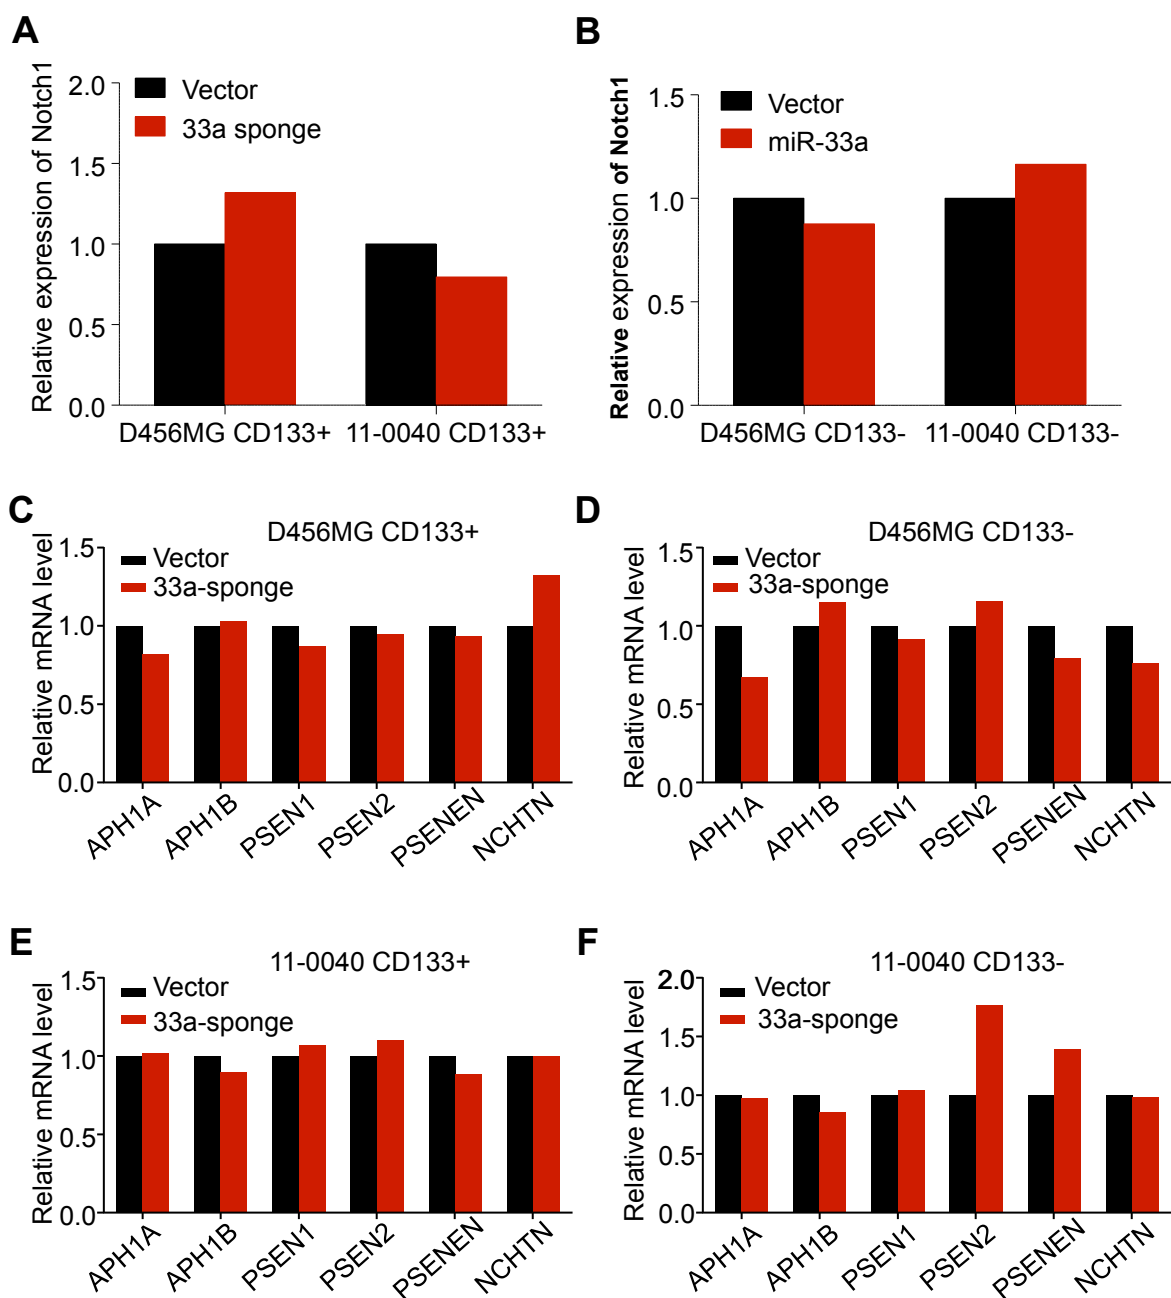 A
Relative expression of Notch1
2.0
1.5
1.0
0.5
0.0
Vector
33a sponge
D456MG CD133+
11-0040 CD133+
B
Relative expression of Notch1
1.5
1.0
0.5
0.0
Vector
miR-33a
D456MG CD133-
11-0040 CD133-
C
D456MG CD133+
Relative mRNA level
1.5
1.0
0.5
0.0
Vector
33a-sponge
APH1A
APH1B
PSEN1
PSEN2
PSENEN
NCHTN
D
D456MG CD133-
Relative mRNA level
1.5
1.0
0.5
0.0
Vector
33a-sponge
APH1A
APH1B
PSEN1
PSEN2
PSENEN
NCHTN
E
11-0040 CD133+
Relative mRNA level
1.5
1.0
0.5
0.0
Vector
33a-sponge
APH1A
APH1B
PSEN1
PSEN2
PSENEN
NCHTN
F
11-0040 CD133-
Relative mRNA level
2.0
1.5
1.0
0.5
0.0
Vector
33a-sponge
APH1A
APH1B
PSEN1
PSEN2
PSENEN
NCHTN